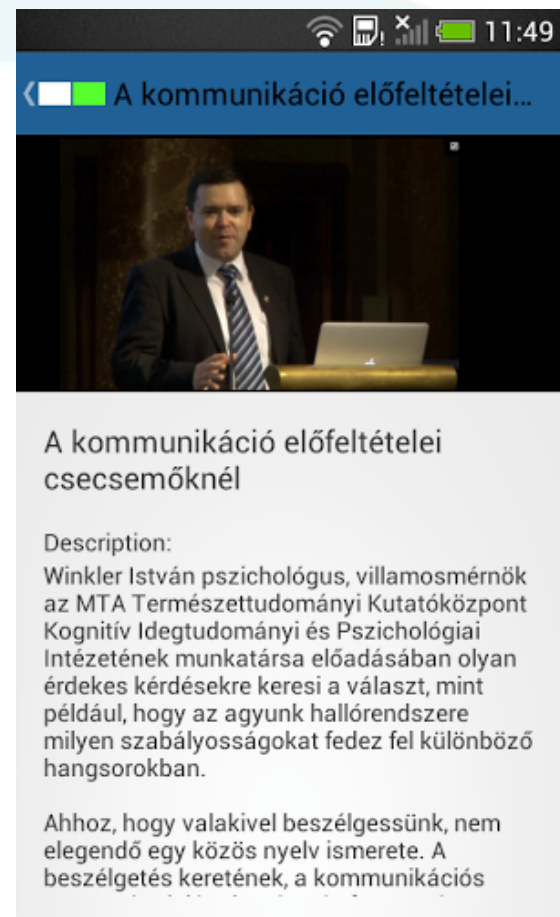 11:49
A kommunikáció előfeltételei...
A kommunikáció előfeltételei
csecsemőknél
Description:
Winkler István pszichológus, villamosmérnök
az MTA Természettudományi Kutatóközpont
Kognitív Idegtudományi és Pszichológiai
Intézetének munkatársa előadásában olyan
érdekes kérdésekre keresi a választ, mint
például, hogy az agyunk hallórendszere
milyen szabályosságokat fedez fel különböző
hangsorokban.
Ahhoz, hogy valakivel beszélgessünk, nem
elegendő egy közös nyelv ismerete. A
beszélgetés keretének, a kommunikációs